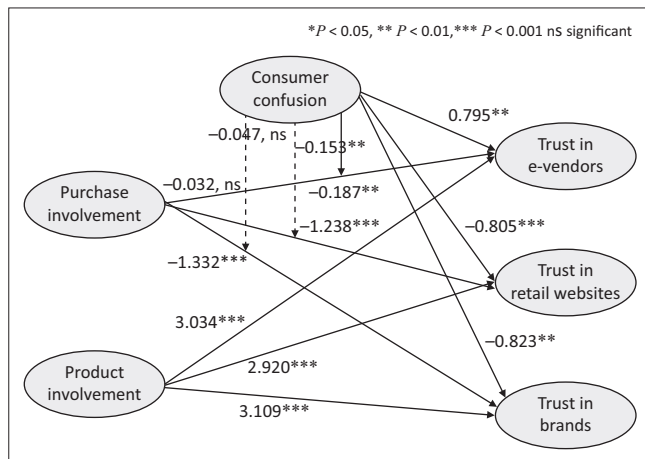 *P < 0.05, ** P < 0.01,*** P < 0.001 ns significant
Consumer
confusion
0.795**
–0.047, ns
–0.153**
Trust in
e-vendors
–0.032, ns
–0.187**
Purchase
involvement
–1.238***
–0.805***
–1.332***
Trust in
retail websites
3.034***
–0.823**
2.920***
Product
involvement
3.109***
Trust in
brands